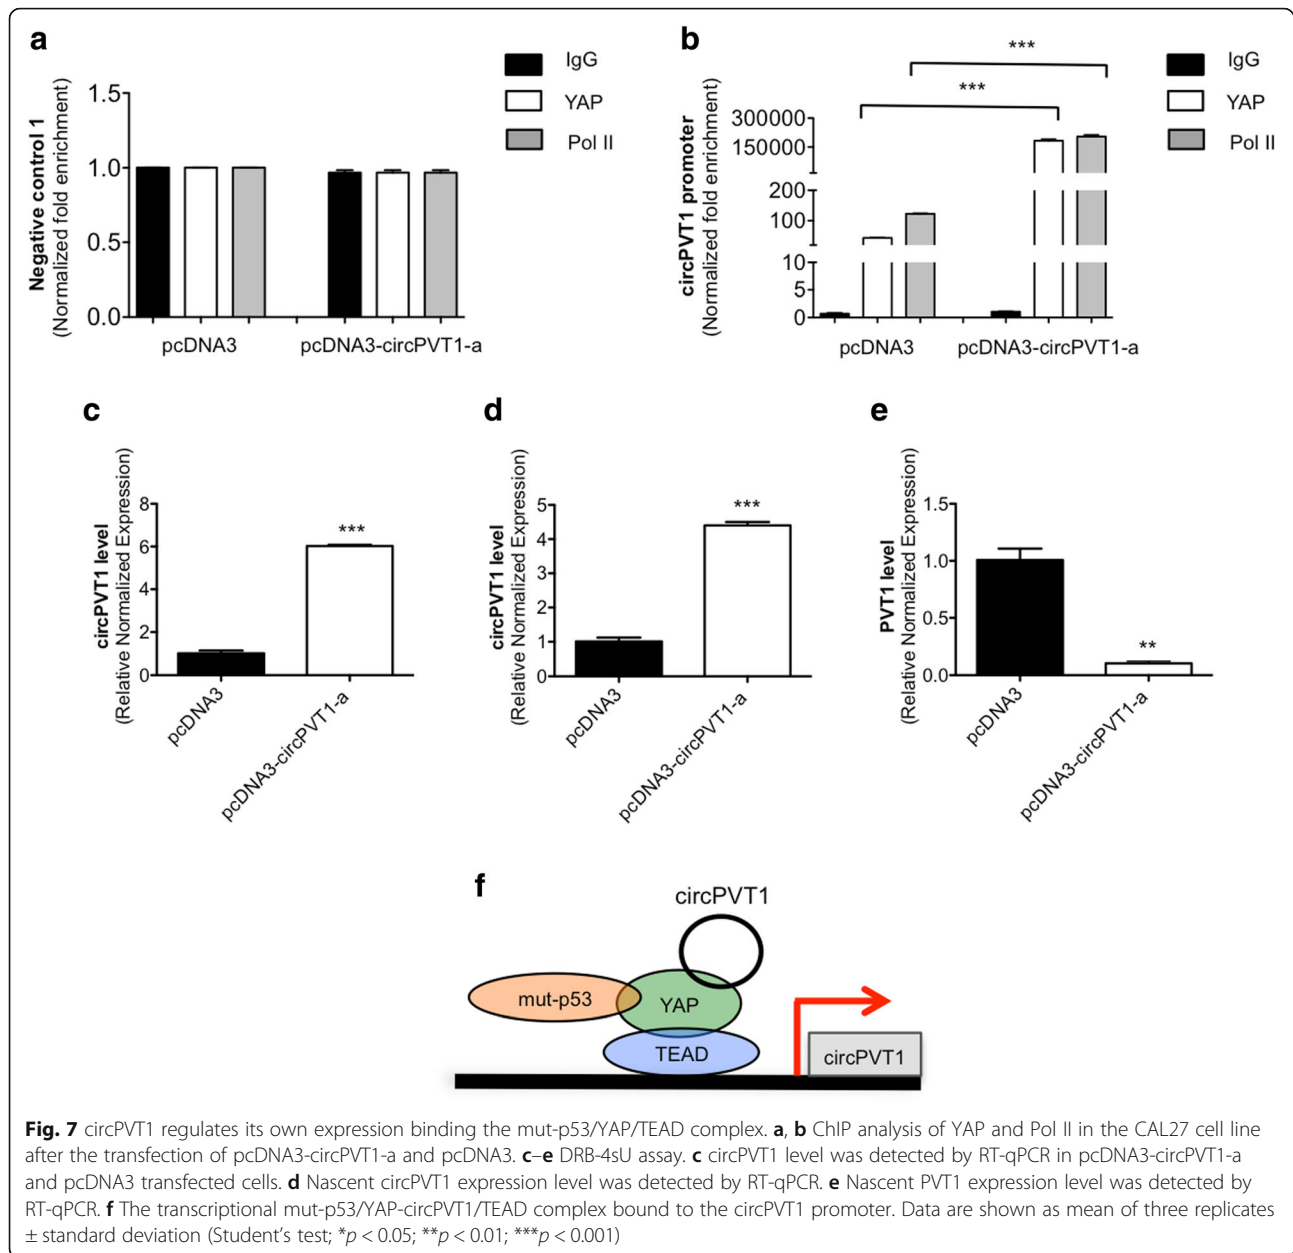 a
IgG
YAP
Pol II
Negative control 1
(Normalized fold enrichment)
1.5
1.0
0.5
0.0
pcDNA3
pcDNA3-circPVT1-a
b
***
***
IgG
YAP
Pol II
circPVT1 promoter
(Normalized fold enrichment)
300000
150000
200
100
10
5
0
pcDNA3
pcDNA3-circPVT1-a
c
circPVT1 level
(Relative Normalized Expression)
8
6
4
2
0
***
pcDNA3
pcDNA3-circPVT1-a
d
circPVT1 level
(Relative Normalized Expression)
5
4
3
2
1
0
***
pcDNA3
pcDNA3-circPVT1-a
e
PVT1 level
(Relative Normalized Expression)
1.5
1.0
0.5
0.0
**
pcDNA3
pcDNA3-circPVT1-a
f
circPVT1
mut-p53
YAP
TEAD
circPVT1
Fig. 7 circPVT1 regulates its own expression binding the mut-p53/YAP/TEAD complex. a, b ChIP analysis of YAP and Pol II in the CAL27 cell line
after the transfection of pcDNA3-circPVT1-a and pcDNA3. c–e DRB-4sU assay. c circPVT1 level was detected by RT-qPCR in pcDNA3-circPVT1-a
and pcDNA3 transfected cells. d Nascent circPVT1 expression level was detected by RT-qPCR. e Nascent PVT1 expression level was detected by
RT-qPCR. f The transcriptional mut-p53/YAP-circPVT1/TEAD complex bound to the circPVT1 promoter. Data are shown as mean of three replicates
± standard deviation (Student's test; *p < 0.05; **p < 0.01; ***p < 0.001)